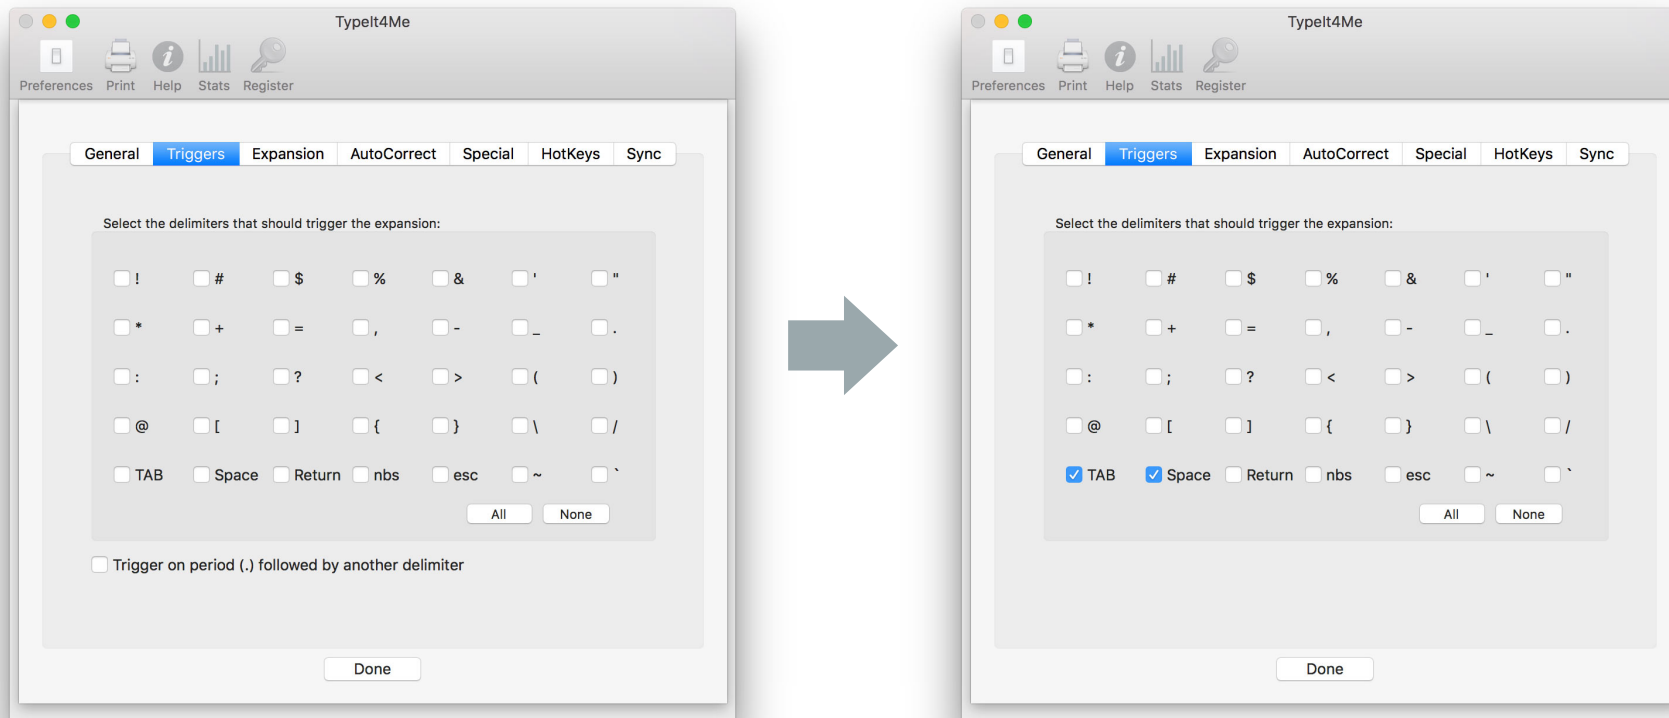 TypeIt4Me
Preferences Print Help Stats Register
General Triggers Expansion AutoCorrect Special HotKeys Sync
Select the delimiters that should trigger the expansion:
! # $ % & ' "
* + = , - _ .
: ; ? < > ( )
@ [ ] { } \ /
TAB Space Return nbs esc ~ `
All None
Trigger on period (.) followed by another delimiter
Done
TypeIt4Me
Preferences Print Help Stats Register
General Triggers Expansion AutoCorrect Special HotKeys Sync
Select the delimiters that should trigger the expansion:
! # $ % & ' "
* + = , - _ .
: ; ? < > ( )
@ [ ] { } \ /
TAB Space Return nbs esc ~ `
All None
Done